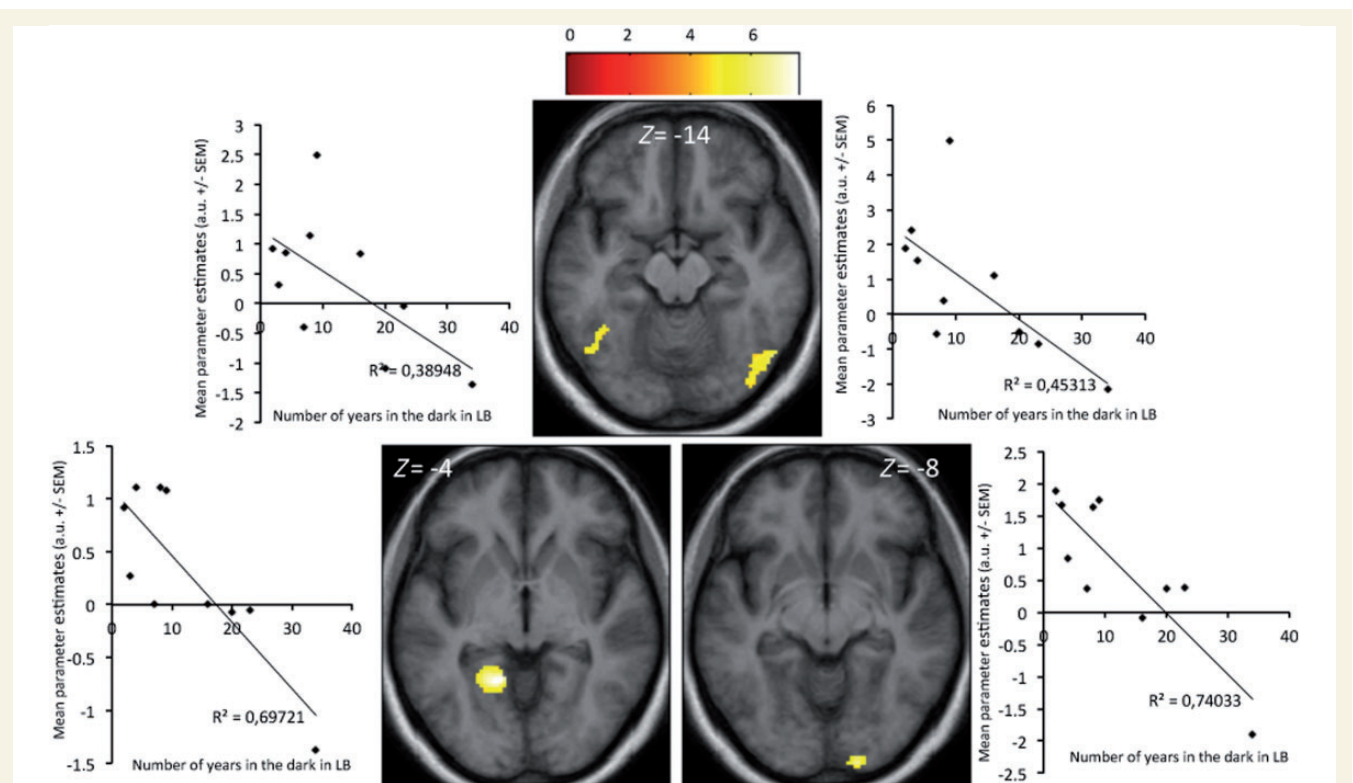 0 2 4 6
Z= -14
Mean parameter estimates (a.u. +/- SEM)
3
2.5
2
1.5
1
0.5
0
-0.5
-1
-1.5
-2
0 10 20 30 40
R² = 0,38948
Number of years in the dark in LB
Mean parameter estimates (a.u. +/- SEM)
6
5
4
3
2
1
0
-1
-2
-3
0 10 20 30 40
R² = 0,45313
Number of years in the dark in LB
Mean parameter estimates (a.u. +/- SEM)
1.5
1
0.5
0
-0.5
-1
-1.5
0 10 20 30 40
R² = 0,69721
Number of years in the dark in LB
Z= -4
Z= -8
Mean parameter estimates (a.u. +/- SEM)
2.5
2
1.5
1
0.5
0
-0.5
-1
-1.5
-2
-2.5
0 10 20 30 40
R² = 0,74033
Number of years in the dark in LB